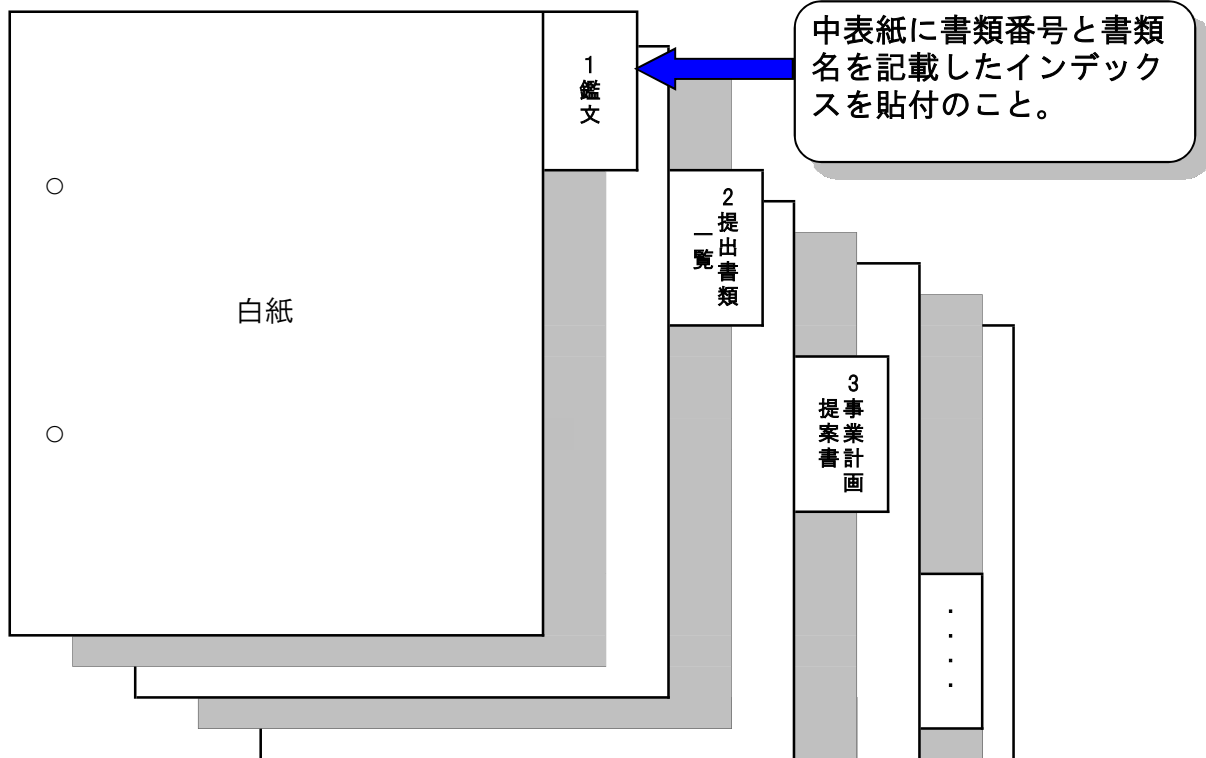 中表紙に書類番号と書類
名を記載したインデック
スを貼付のこと。
1鑑文
2提出書類
一覧
白紙
3事業計画
提案書
・・・・